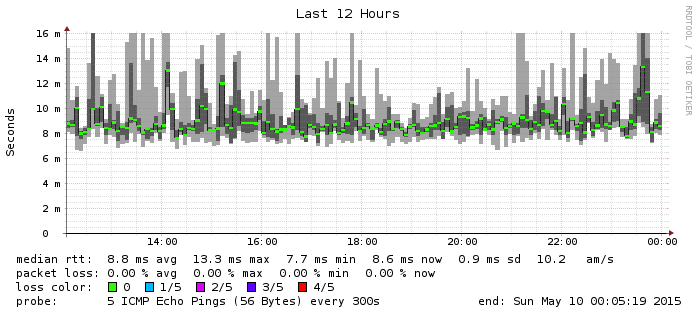 Last 12 Hours
RRDTOOL / TOBI OETIKER
Seconds
16 m
14 m
12 m
10 m
8 m
6 m
4 m
2 m
0
14:00 16:00 18:00 20:00 22:00 00:00
median rtt: 8.8 ms avg 13.3 ms max 7.7 ms min 8.6 ms now 0.9 ms sd 10.2 am/s
packet loss: 0.00 % avg 0.00 % max 0.00 % min 0.00 % now
loss color: 0 1/5 2/5 3/5 4/5
probe: 5 ICMP Echo Pings (56 Bytes) every 300s end: Sun May 10 00:05:19 2015